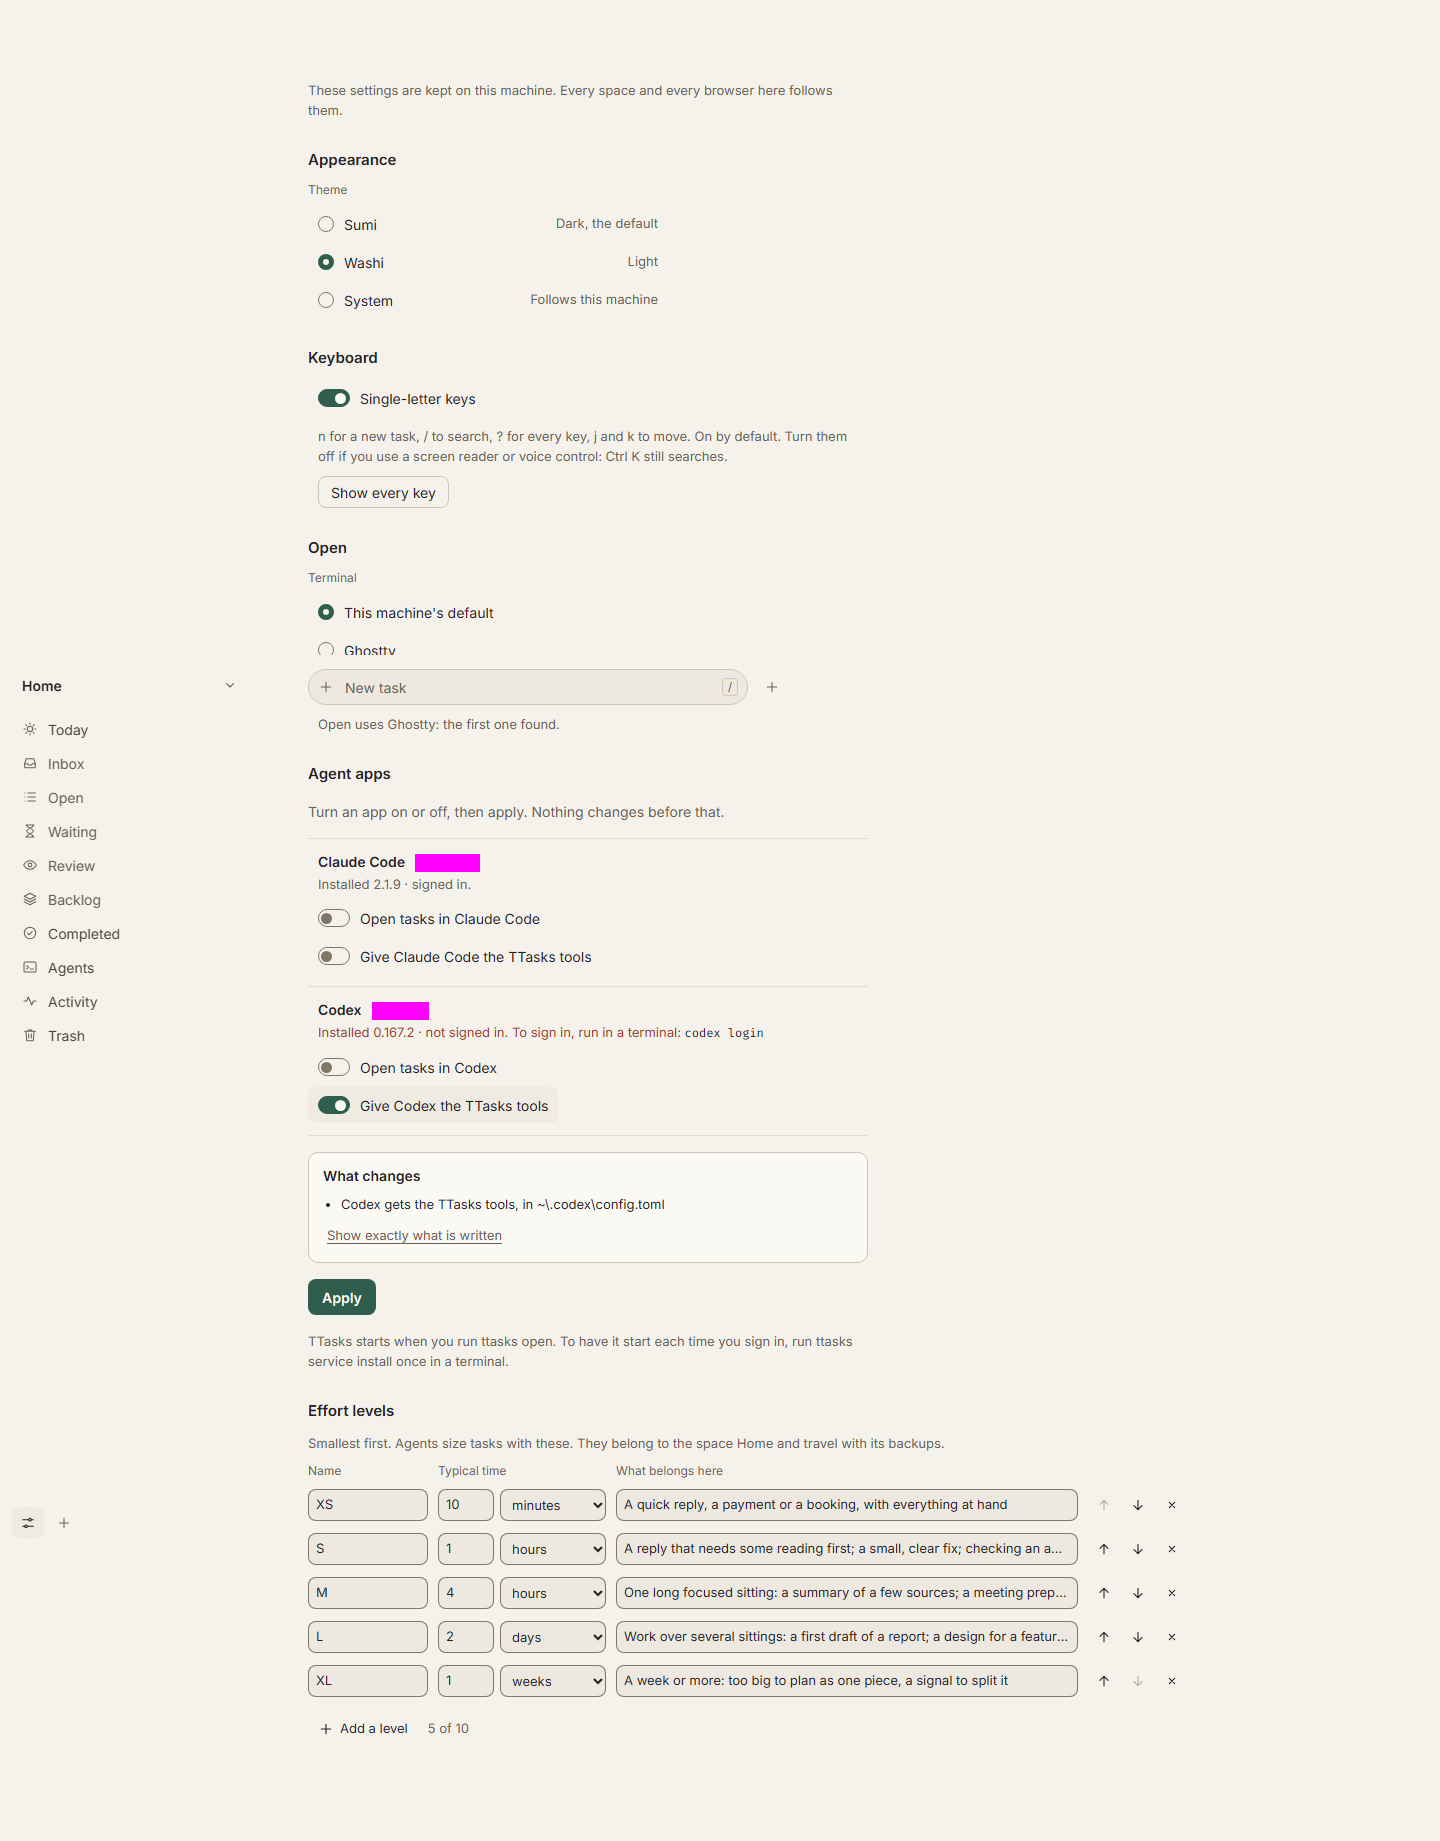 These settings are kept on this machine. Every space and every browser here follows
them.
Appearance
Theme
Sumi Dark, the default
Washi Light
System Follows this machine
Keyboard
Single-letter keys
n for a new task, / to search, ? for every key, j and k to move. On by default. Turn them
off if you use a screen reader or voice control: Ctrl K still searches.
Show every key
Open
Terminal
This machine's default
Ghostty
Home
New task /
Open uses Ghostty: the first one found.
Today
Inbox
Open
Waiting
Review
Backlog
Completed
Agents
Activity
Trash
Agent apps
Turn an app on or off, then apply. Nothing changes before that.
Claude Code
Installed 2.1.9 · signed in.
Open tasks in Claude Code
Give Claude Code the TTasks tools
Codex
Installed 0.167.2 · not signed in. To sign in, run in a terminal: codex login
Open tasks in Codex
Give Codex the TTasks tools
What changes
• Codex gets the TTasks tools, in ~\.codex\config.toml
Show exactly what is written
Apply
TTasks starts when you run ttasks open. To have it start each time you sign in, run ttasks
service install once in a terminal.
Effort levels
Smallest first. Agents size tasks with these. They belong to the space Home and travel with its backups.
Name Typical time What belongs here
XS 10 minutes A quick reply, a payment or a booking, with everything at hand
S 1 hours A reply that needs some reading first; a small, clear fix; checking an a...
M 4 hours One long focused sitting: a summary of a few sources; a meeting prep...
L 2 days Work over several sittings: a first draft of a report; a design for a featur...
XL 1 weeks A week or more: too big to plan as one piece, a signal to split it
Add a level 5 of 10